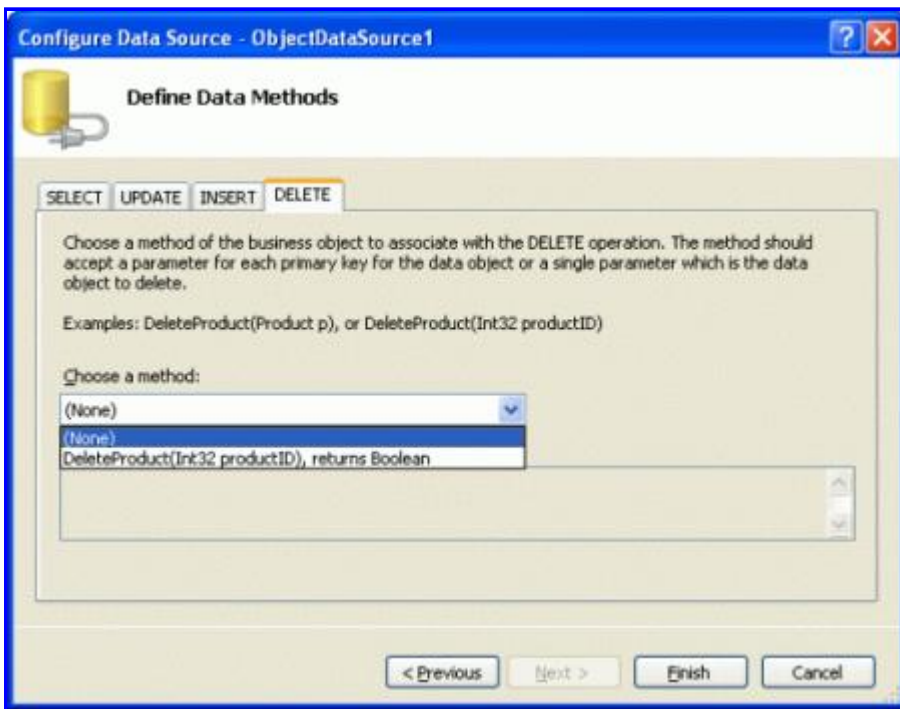 Configure Data Source - ObjectDataSource1
Define Data Methods
SELECT UPDATE INSERT DELETE
Choose a method of the business object to associate with the DELETE operation. The method should
accept a parameter for each primary key for the data object or a single parameter which is the data
object to delete.
Examples: DeleteProduct(Product p), or DeleteProduct(Int32 productID)
Choose a method:
(None)
(None)
DeleteProduct(Int32 productID), returns Boolean
< Previous Next > Finish Cancel